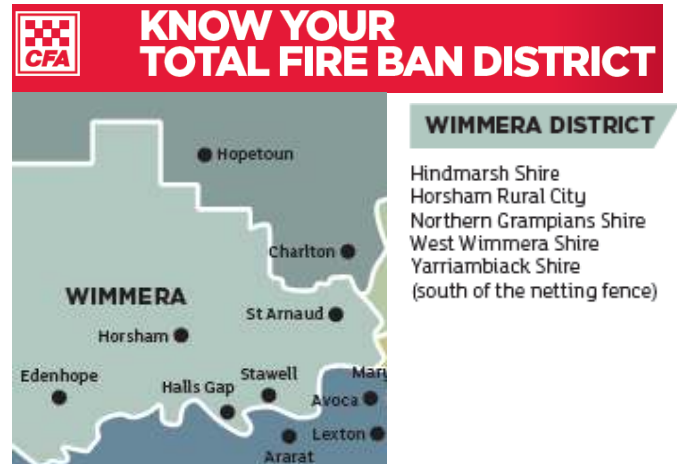 KNOW YOUR
TOTAL FIRE BAN DISTRICT
CFA
WIMMERA DISTRICT
Hindmarsh Shire
Horsham Rural City
Northern Grampians Shire
West Wimmera Shire
Yarriambiack Shire
(south of the netting fence)
Hopetoun
Charlton
WIMMERA
St Arnaud
Horsham
Edenhope
Stawell
Halls Gap
Mary
Avoca
Lexton
Ararat